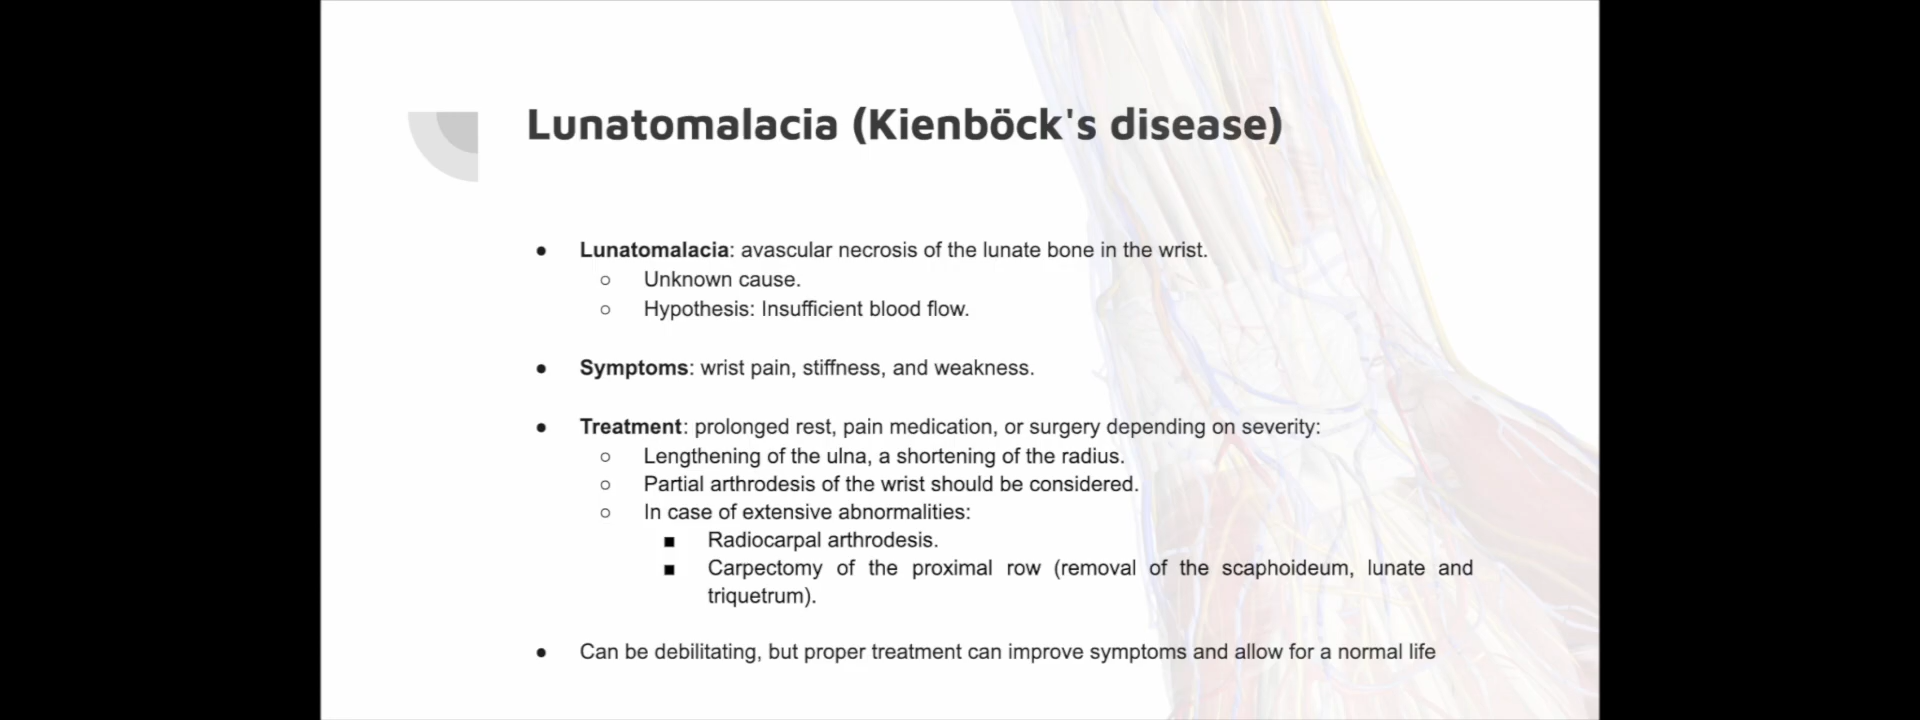 Lunatomalacia (Kienböck's disease)
● Lunatomalacia: avascular necrosis of the lunate bone in the wrist.
○ Unknown cause.
○ Hypothesis: Insufficient blood flow.
● Symptoms: wrist pain, stiffness, and weakness.
● Treatment: prolonged rest, pain medication, or surgery depending on severity:
○ Lengthening of the ulna, a shortening of the radius.
○ Partial arthrodesis of the wrist should be considered.
○ In case of extensive abnormalities:
■ Radiocarpal arthrodesis.
■ Carpectomy of the proximal row (removal of the scaphoideum, lunate and
triquetrum).
● Can be debilitating, but proper treatment can improve symptoms and allow for a normal life